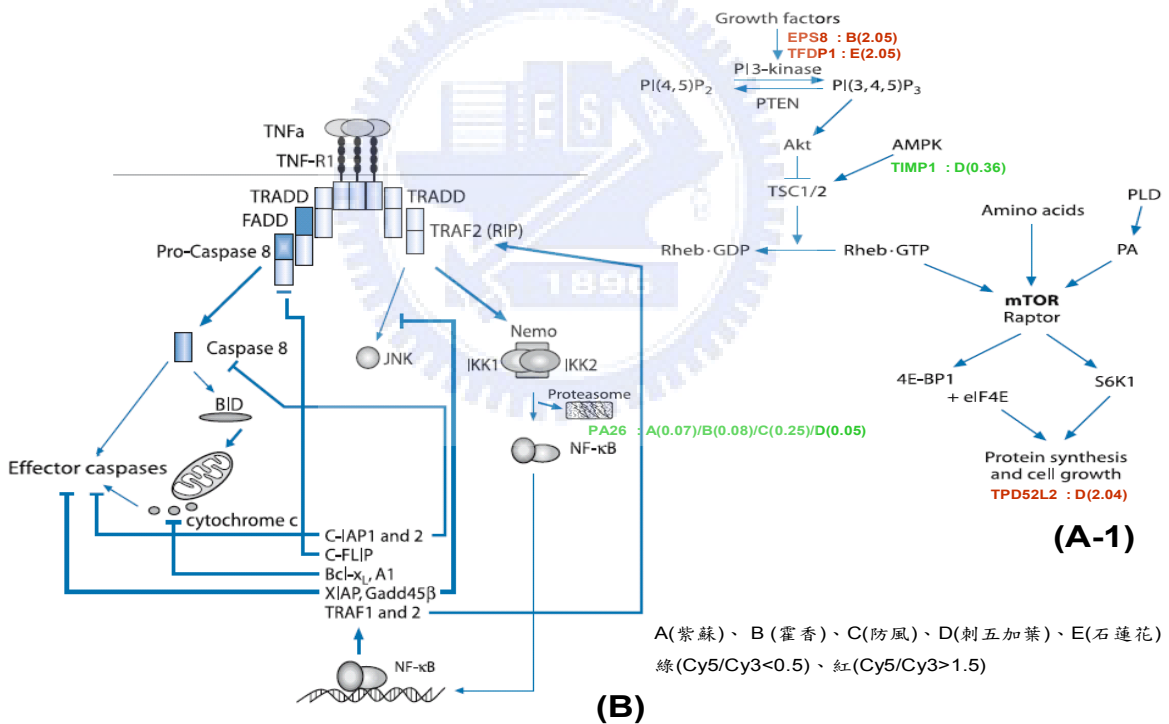 Growth factors
EPS8 : B(2.05)
TFDP1 : E(2.05)
PI3-kinase
PI(4,5)P2
PI(3,4,5)P3
PTEN
Akt
AMPK
TIMP1 : D(0.36)
TSC1/2
PLD
Amino acids
Rheb·GDP
Rheb·GTP
PA
mTOR
Raptor
4E-BP1
+ eIF4E
S6K1
Protein synthesis
and cell growth
TPD52L2 : D(2.04)
(A-1)
ESA
1896
TNFa
TNF-R1
TRADD
TRADD
FADD
TRAF2 (RIP)
Pro-Caspase 8
Nemo
Caspase 8
JNK
IKK1
IKK2
BID
Proteasome
PA26 : A(0.07)/B(0.08)/C(0.25)/D(0.05)
NF-κB
Effector caspases
cytochrome c
C-IAP1 and 2
C-FLIP
Bcl-xL, A1
XIAP, Gadd45β
TRAF1 and 2
NF-κB
(B)
A(紫蘇)、B (霍香)、C(防風)、D(刺五加葉)、E(石蓮花)
綠(Cy5/Cy3<0.5)、紅(Cy5/Cy3>1.5)